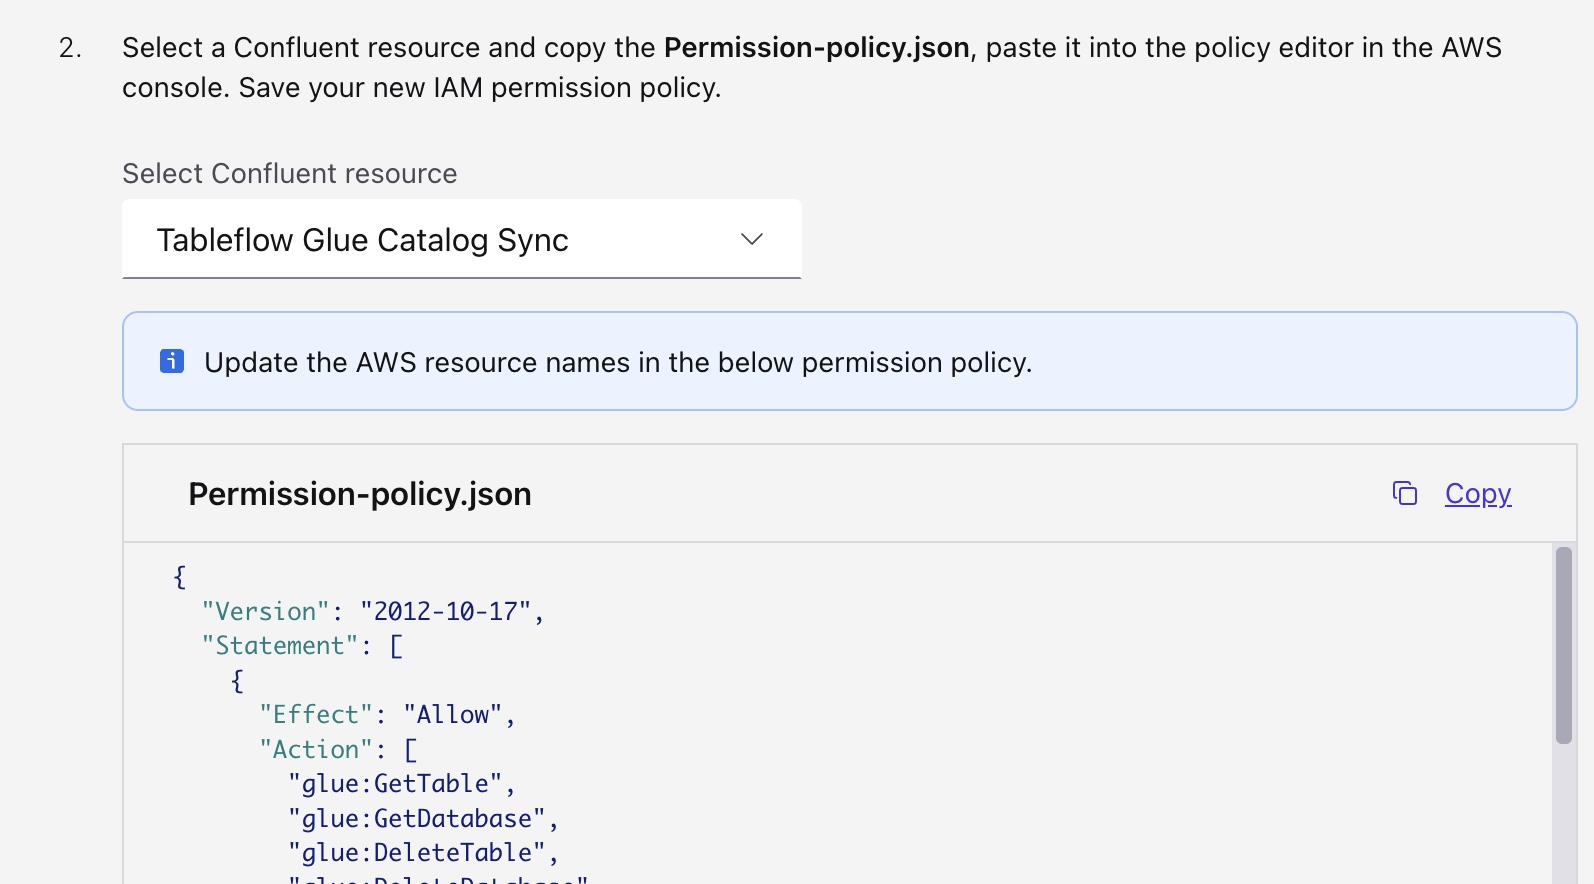 2. Select a Confluent resource and copy the Permission-policy.json, paste it into the policy editor in the AWS
console. Save your new IAM permission policy.
Select Confluent resource
Tableflow Glue Catalog Sync
i Update the AWS resource names in the below permission policy.
Permission-policy.json Copy
{
"Version": "2012-10-17",
"Statement": [
{
"Effect": "Allow",
"Action": [
"glue:GetTable",
"glue:GetDatabase",
"glue:DeleteTable",
"glue:DeleteDatabase"